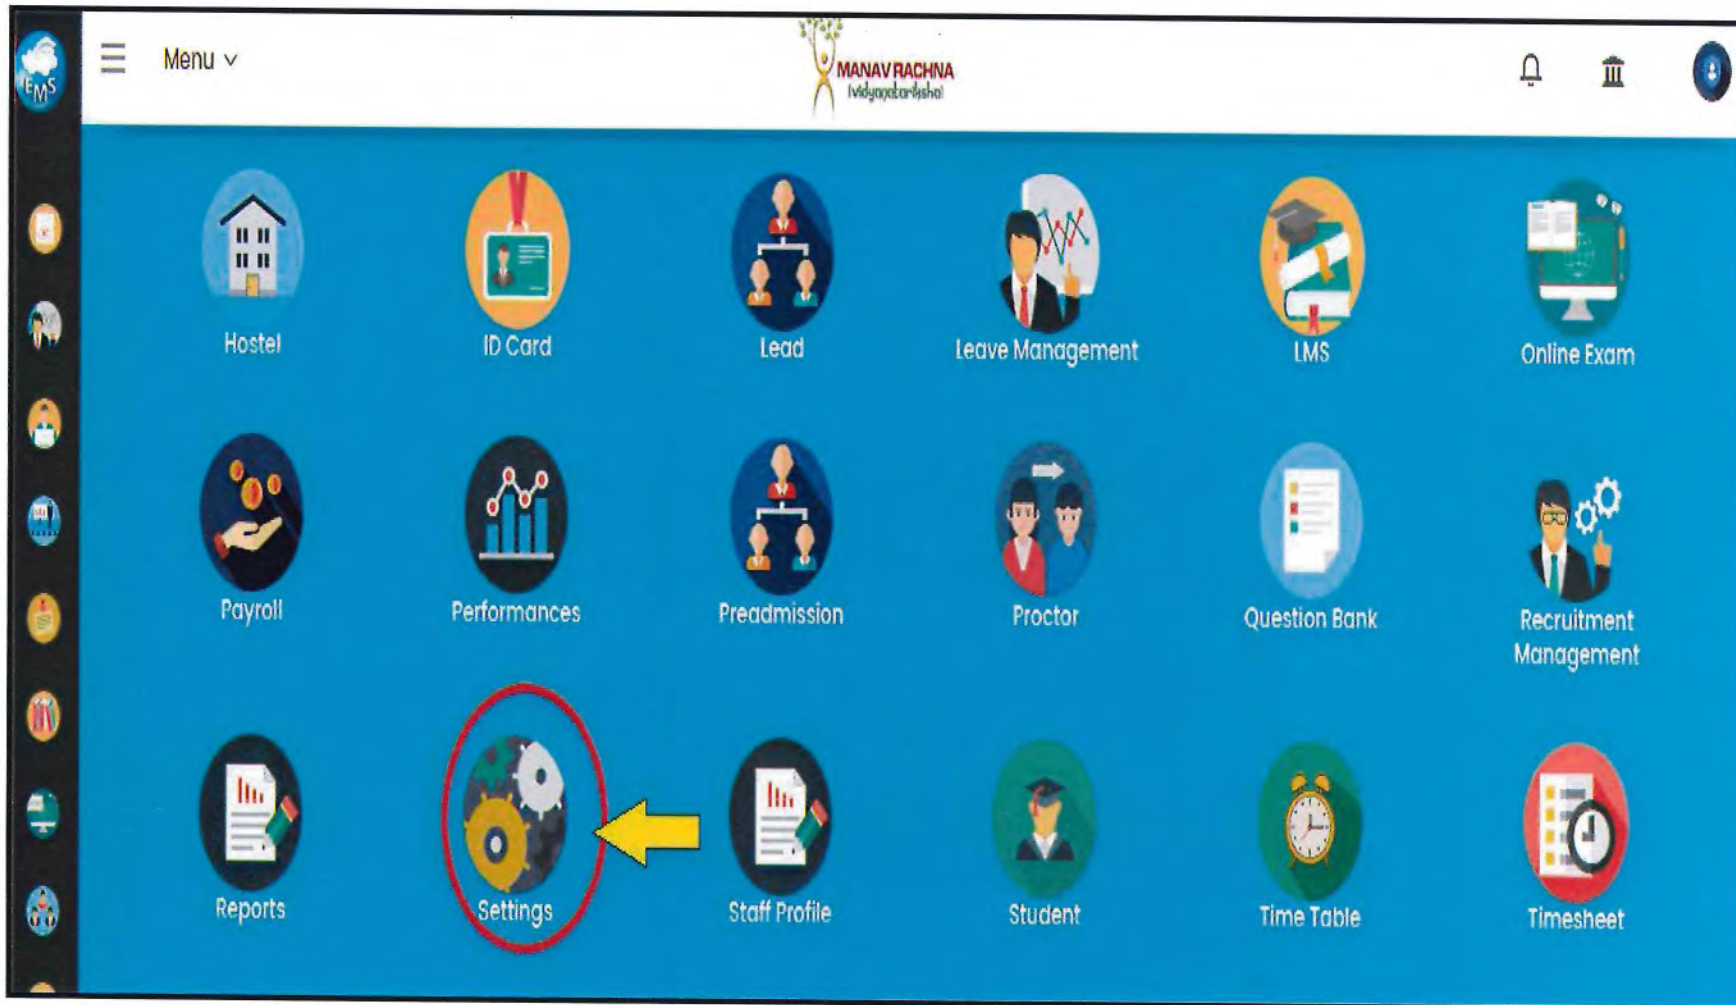 EMS
Menu
MANAV RACHNA
Hostel
ID Card
Lead
Leave Management
LMS
Online Exam
Payroll
Performances
Preadmission
Proctor
Question Bank
Recruitment
Management
Reports
Settings
Staff Profile
Student
Time Table
Timesheet